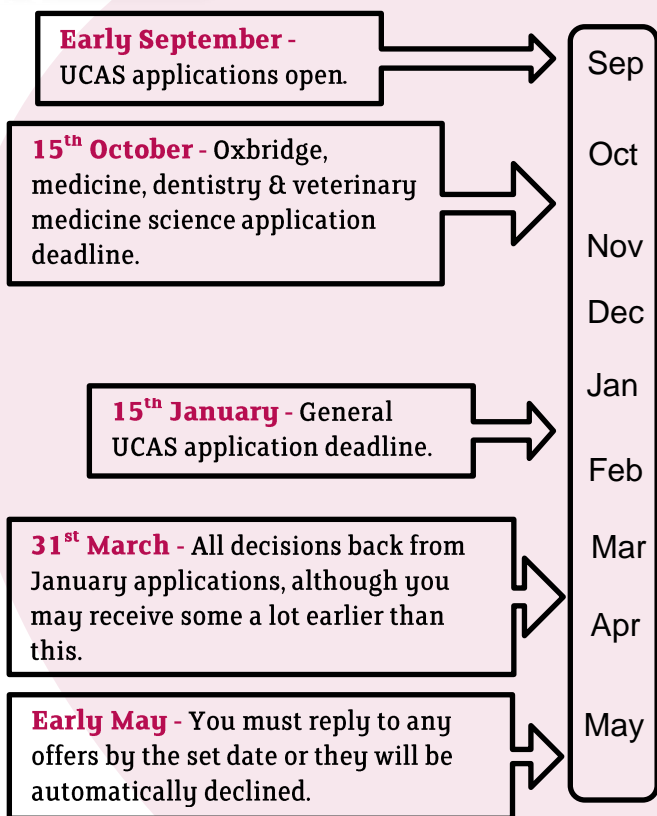 Early September -
UCAS applications open.
Sep
15th October - Oxbridge,
medicine, dentistry & veterinary
medicine science application
deadline.
Oct
Nov
Dec
15th January - General
UCAS application deadline.
Jan
Feb
31st March - All decisions back from
January applications, although you
may receive some a lot earlier than
this.
Mar
Apr
Early May - You must reply to any
offers by the set date or they will be
automatically declined.
May